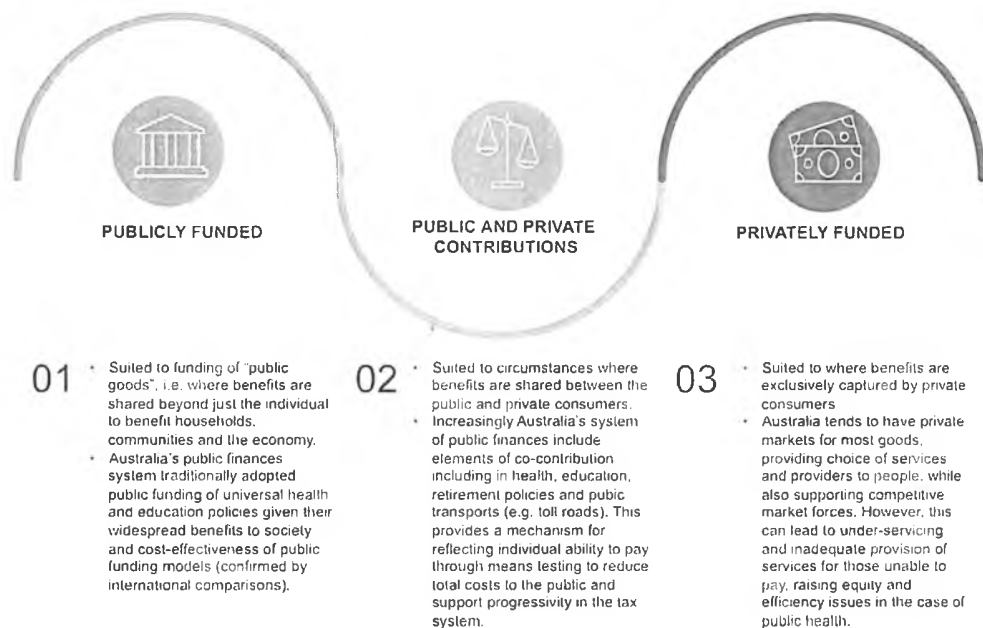 PUBLICLY FUNDED
PUBLIC AND PRIVATE
CONTRIBUTIONS
PRIVATELY FUNDED
01
• Suited to funding of "public
goods", i.e. where benefits are
shared beyond just the individual
to benefit households,
communities and the economy.
• Australia's public finances
system traditionally adopted
public funding of universal health
and education policies given their
widespread benefits to society
and cost-effectiveness of public
funding models (confirmed by
international comparisons).
02
• Suited to circumstances where
benefits are shared between the
public and private consumers.
• Increasingly Australia's system
of public finances include
elements of co-contribution
including in health, education,
retirement policies and pubic
transports (e.g. toll roads). This
provides a mechanism for
reflecting individual ability to pay
through means testing to reduce
total costs to the public and
support progressivity in the tax
system.
03
• Suited to where benefits are
exclusively captured by private
consumers
• Australia tends to have private
markets for most goods,
providing choice of services
and providers to people, while
also supporting competitive
market forces. However, this
can lead to under-servicing
and inadequate provision of
services for those unable to
pay, raising equity and
efficiency issues in the case of
public health.